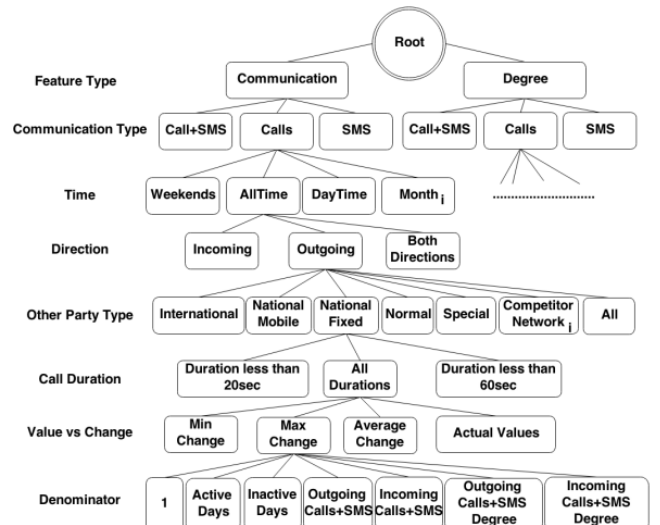 Root
Feature Type
Communication
Degree
Communication Type
Call+SMS
Calls
SMS
Call+SMS
Calls
SMS
Time
Weekends
AllTime
DayTime
Month i
Direction
Incoming
Outgoing
Both
Directions
Other Party Type
International
National
Mobile
National
Fixed
Normal
Special
Competitor
Network i
All
Call Duration
Duration less than
20sec
All
Durations
Duration less than
60sec
Value vs Change
Min
Change
Max
Change
Average
Change
Actual Values
Denominator
1
Active
Days
Inactive
Days
Outgoing
Calls+SMS
Incoming
Calls+SMS
Outgoing
Calls+SMS
Degree
Incoming
Calls+SMS
Degree